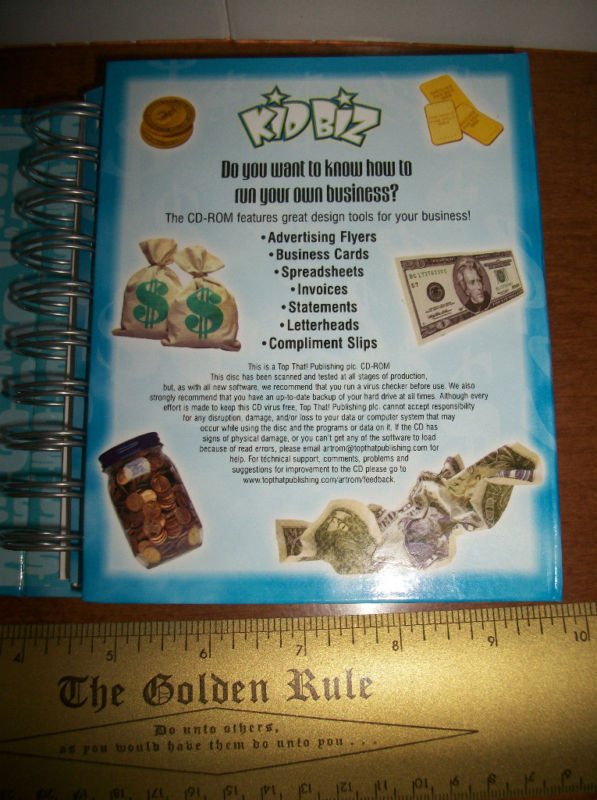 KID BIZ
Do you want to know how to
run your own business?
The CD-ROM features great design tools for your business!
• Advertising Flyers
• Business Cards
• Spreadsheets
• Invoices
• Statements
• Letterheads
• Compliment Slips
This is a Top That! Publishing plc. CD-ROM
This disc has been scanned and tested at all stages of production,
but, as with all new software, we recommend that you run a virus checker before use. We also
strongly recommend that you have an up-to-date backup of your hard drive at all times. Although every
effort is made to keep this CD virus free, Top That! Publishing plc. cannot accept responsibility
for any disruption, damage, and/or loss to your data or computer system that may
occur while using the disc and the programs or data on it. If the CD has
signs of physical damage, or you can't get any of the software to load
because of read errors, please email artrom@topthatpublishing.com for
help. For technical support, comments, problems and
suggestions for improvement to the CD please go to
www.topthatpublishing.com/artrom/feedback.
4 5 6 7 8 9 10
The Golden Rule
Do unto others,
as you would have them do unto you . . .